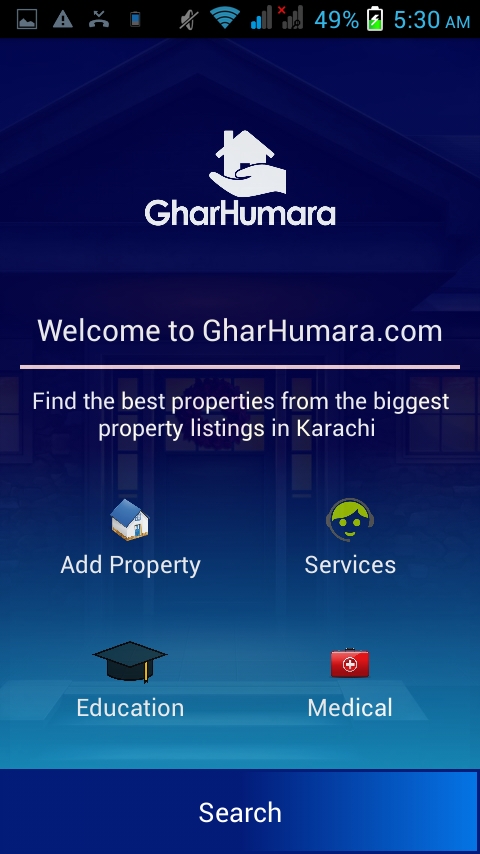 49% 5:30 AM
GharHumara
Welcome to GharHumara.com
Find the best properties from the biggest
property listings in Karachi
Add Property
Services
Education
Medical
Search